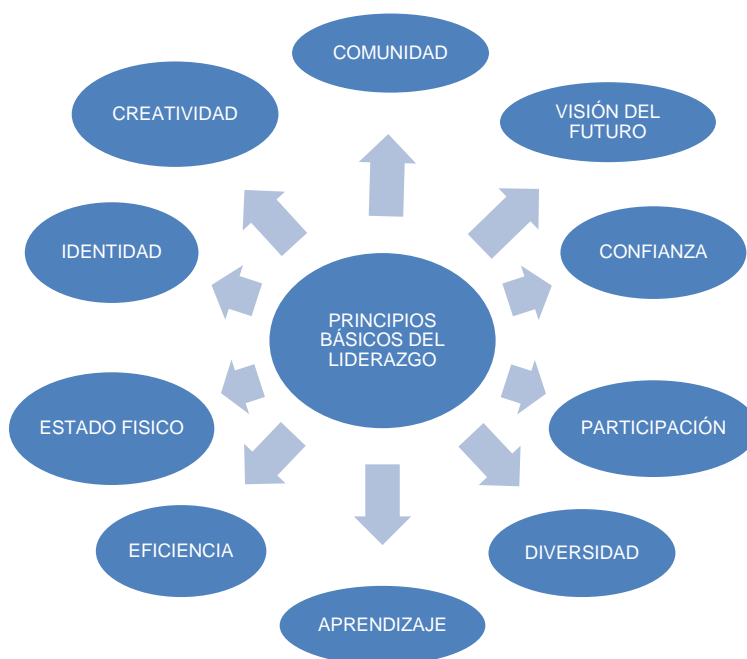 COMUNIDAD
CREATIVIDAD
VISIÓN DEL
FUTURO
IDENTIDAD
CONFIANZA
PRINCIPIOS
BÁSICOS DEL
LIDERAZGO
ESTADO FISICO
PARTICIPACIÓN
EFICIENCIA
DIVERSIDAD
APRENDIZAJE